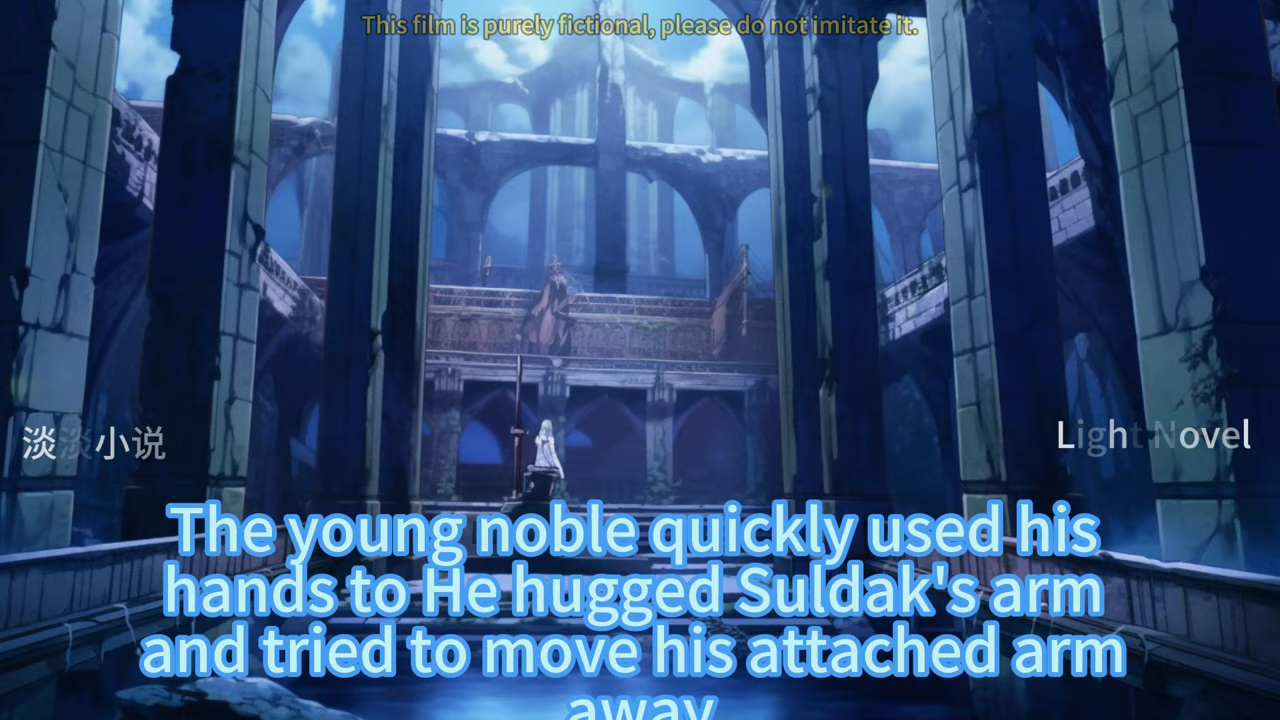 This film is purely fictional, please do not imitate it.
淡淡小说
Light Novel
The young noble quickly used his
hands to He hugged Suldak's arm
and tried to move his attached arm
away